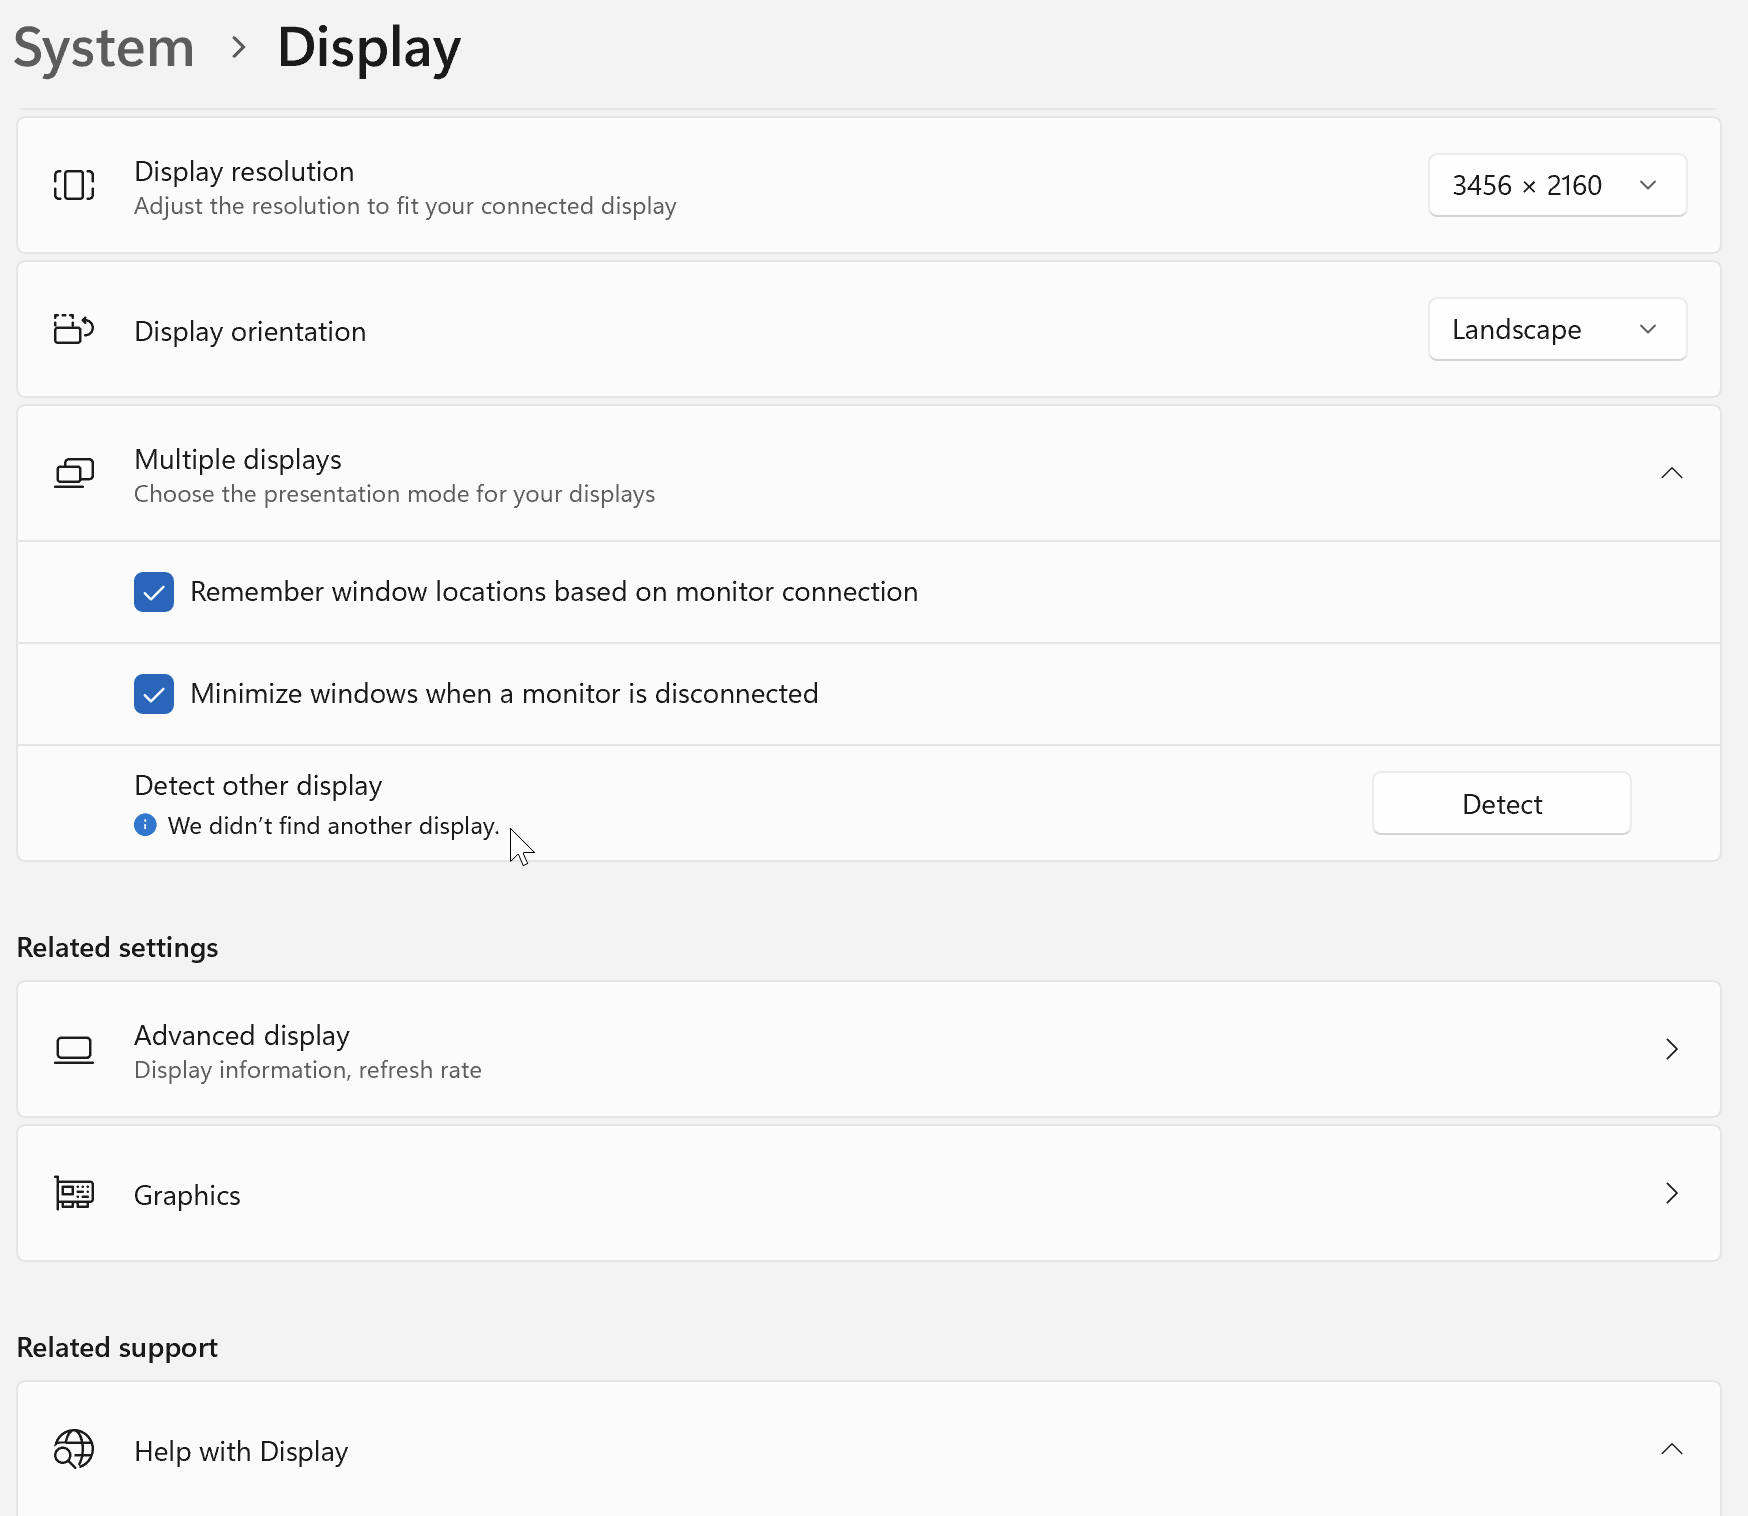 System > Display
Display resolution
Adjust the resolution to fit your connected display
3456 × 2160
Display orientation
Landscape
Multiple displays
Choose the presentation mode for your displays
Remember window locations based on monitor connection
Minimize windows when a monitor is disconnected
Detect other display
We didn’t find another display.
Detect
Related settings
Advanced display
Display information, refresh rate
Graphics
Related support
Help with Display